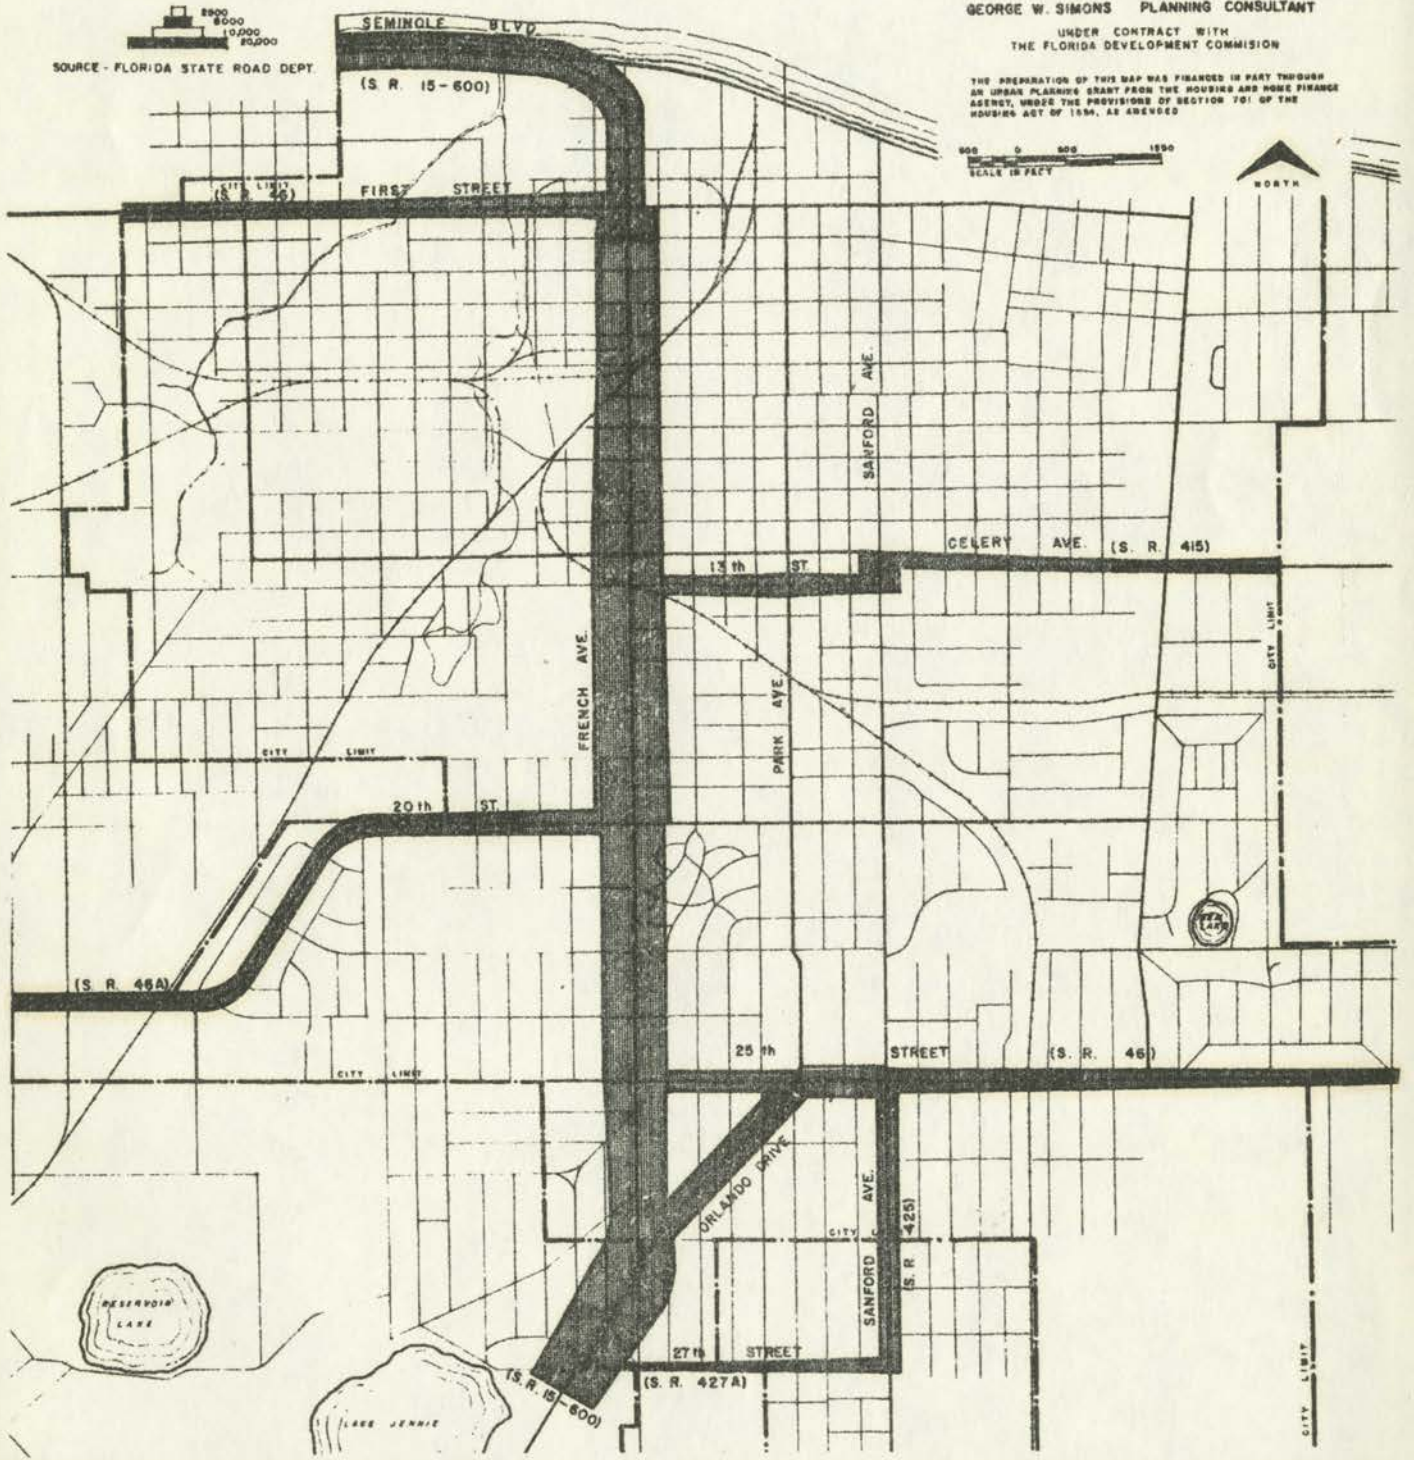 2500
5000
10,000
20,000
SOURCE - FLORIDA STATE ROAD DEPT.
GEORGE W. SIMONS PLANNING CONSULTANT
UNDER CONTRACT WITH
THE FLORIDA DEVELOPMENT COMMISION
THE PREPARATION OF THIS MAP WAS FINANCED IN PART THROUGH
AN URBAN PLANNING GRANT FROM THE HOUSING AND HOME FINANCE
AGENCY, UNDER THE PROVISIONS OF SECTION 701 OF THE
HOUSING ACT OF 1954, AS AMENDED
0
SCALE IN FEET
NORTH
SEMINOLE BLVD.
(S. R. 15-600)
CITY LIMIT
(S. R. 46)
FIRST STREET
SANFORD AVE.
CELERY AVE. (S. R. 415)
13 th ST.
CITY LIMIT
FRENCH AVE.
PARK AVE.
CITY LIMIT
20 th ST.
LAKE
(S. R. 46A)
25 th STREET (S. R. 46)
CITY LIMIT
ORLANDO DRIVE
SANFORD AVE.
(S. R. 425)
CITY
RESERVOIR
LAKE
27 th STREET
(S. R. 427A)
(S. R. 15-600)
LAKE JENNIE
CITY LIMIT